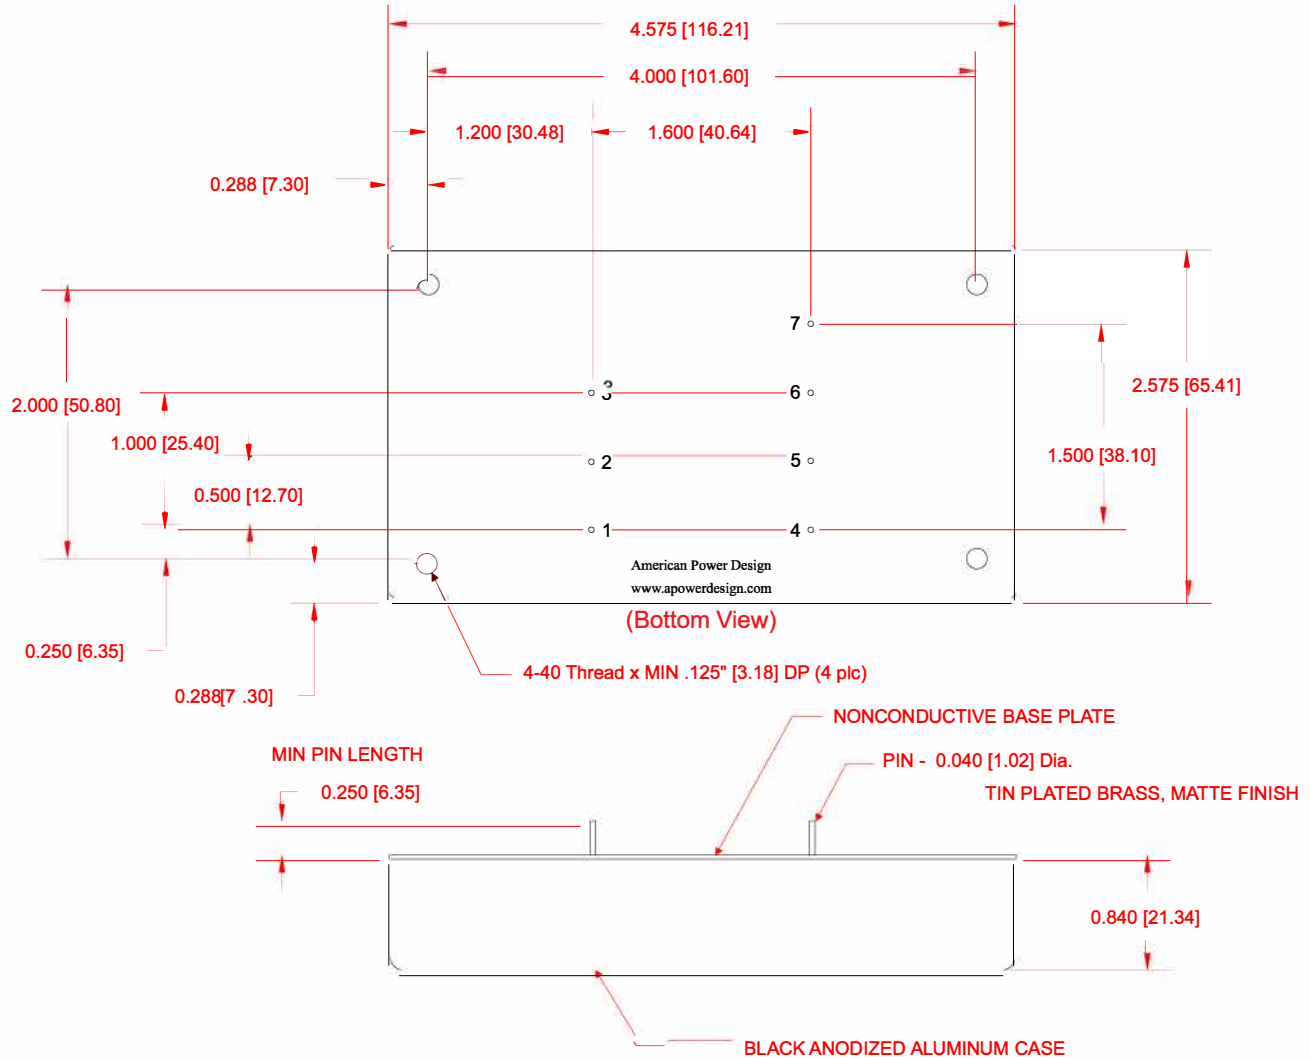 4.575 [116.21]
4.000 [101.60]
1.200 [30.48]
1.600 [40.64]
0.288 [7.30]
7
3
6
2.575 [65.41]
2.000 [50.80]
1.000 [25.40]
2
5
1.500 [38.10]
0.500 [12.70]
1
4
American Power Design
www.apowerdesign.com
(Bottom View)
0.250 [6.35]
4-40 Thread x MIN .125" [3.18] DP (4 plc)
0.288[7 .30]
NONCONDUCTIVE BASE PLATE
MIN PIN LENGTH
0.250 [6.35]
PIN - 0.040 [1.02] Dia.
TIN PLATED BRASS, MATTE FINISH
0.840 [21.34]
BLACK ANODIZED ALUMINUM CASE